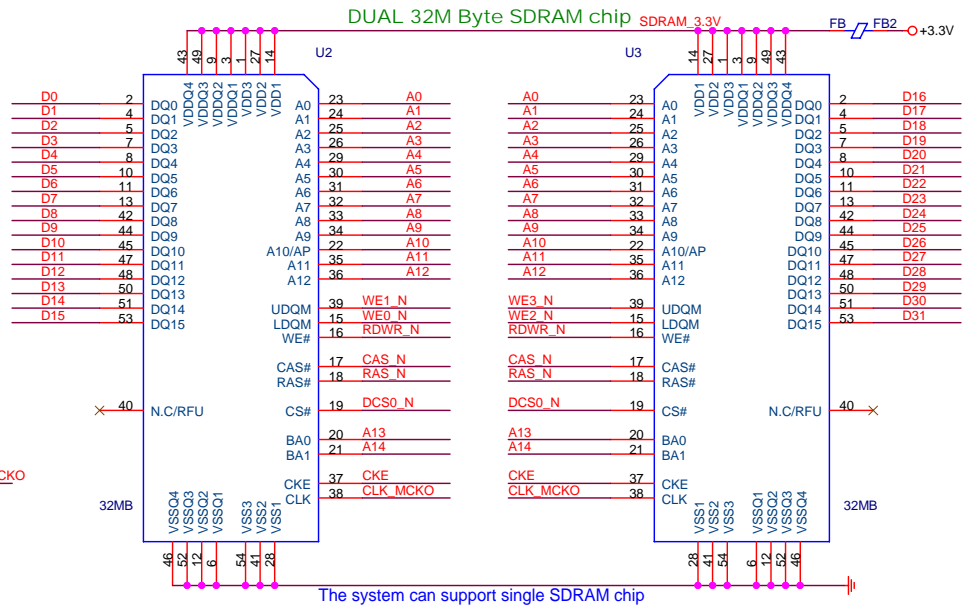 DUAL 32M Byte SDRAM chip
SDRAM_3.3V
FB FB2
+3.3V
U2
43 49 9 3 1 27 14
VDDQ4 VDDQ3 VDDQ2 VDDQ1 VDD3 VDD2 VDD1
D0 2 DQ0 A0 23 A0
D1 4 DQ1 A1 24 A1
D2 5 DQ2 A2 25 A2
D3 7 DQ3 A3 26 A3
D4 8 DQ4 A4 29 A4
D5 10 DQ5 A5 30 A5
D6 11 DQ6 A6 31 A6
D7 13 DQ7 A7 32 A7
D8 42 DQ8 A8 33 A8
D9 44 DQ9 A9 34 A9
D10 45 DQ10 A10/AP 22 A10
D11 47 DQ11 A11 35 A11
D12 48 DQ12 A12 36 A12
D13 50 DQ13
D14 51 DQ14 UDQM 39 WE1_N
D15 53 DQ15 LDQM 15 WE0_N
WE# 16 RDWR_N
CAS# 17 CAS_N
RAS# 18 RAS_N
40 N.C/RFU CS# 19 DCS0_N
BA0 20 A13
BA1 21 A14
CKE 37 CKE
CLK 38 CLK_MCKO
CKO
32MB
VSSQ4 VSSQ3 VSSQ2 VSSQ1 VSS3 VSS2 VSS1
46 52 12 6 54 41 28
U3
14 27 1 3 9 49 43
VDD1 VDD2 VDD3 VDDQ1 VDDQ2 VDDQ3 VDDQ4
A0 23 A0 DQ0 2 D16
A1 24 A1 DQ1 4 D17
A2 25 A2 DQ2 5 D18
A3 26 A3 DQ3 7 D19
A4 29 A4 DQ4 8 D20
A5 30 A5 DQ5 10 D21
A6 31 A6 DQ6 11 D22
A7 32 A7 DQ7 13 D23
A8 33 A8 DQ8 42 D24
A9 34 A9 DQ9 44 D25
A10 22 A10/AP DQ10 45 D26
A11 35 A11 DQ11 47 D27
A12 36 A12 DQ12 48 D28
DQ13 50 D29
WE3_N 39 UDQM DQ14 51 D30
WE2_N 15 LDQM DQ15 53 D31
RDWR_N 16 WE#
CAS_N 17 CAS#
RAS_N 18 RAS#
DCS0_N 19 CS# N.C/RFU 40
A13 20 BA0
A14 21 BA1
CKE 37 CKE
CLK_MCKO 38 CLK
32MB
VSS1 VSS2 VSS3 VSSQ1 VSSQ2 VSSQ3 VSSQ4
28 41 54 6 12 52 46
The system can support single SDRAM chip